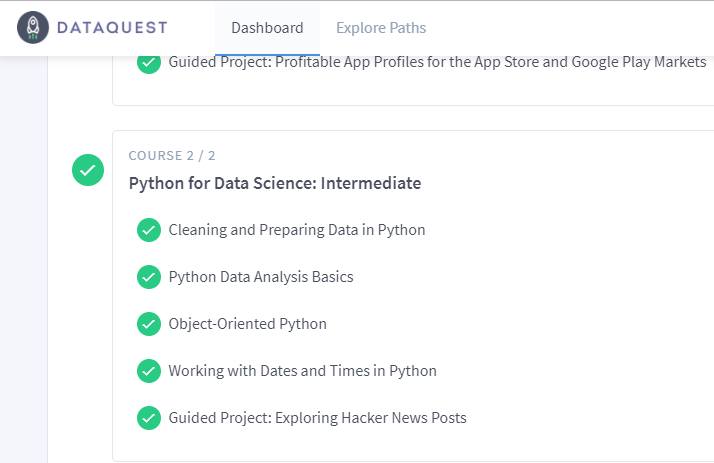 DATAQUEST
Dashboard
Explore Paths
Guided Project: Profitable App Profiles for the App Store and Google Play Markets
COURSE 2 / 2
Python for Data Science: Intermediate
Cleaning and Preparing Data in Python
Python Data Analysis Basics
Object-Oriented Python
Working with Dates and Times in Python
Guided Project: Exploring Hacker News Posts